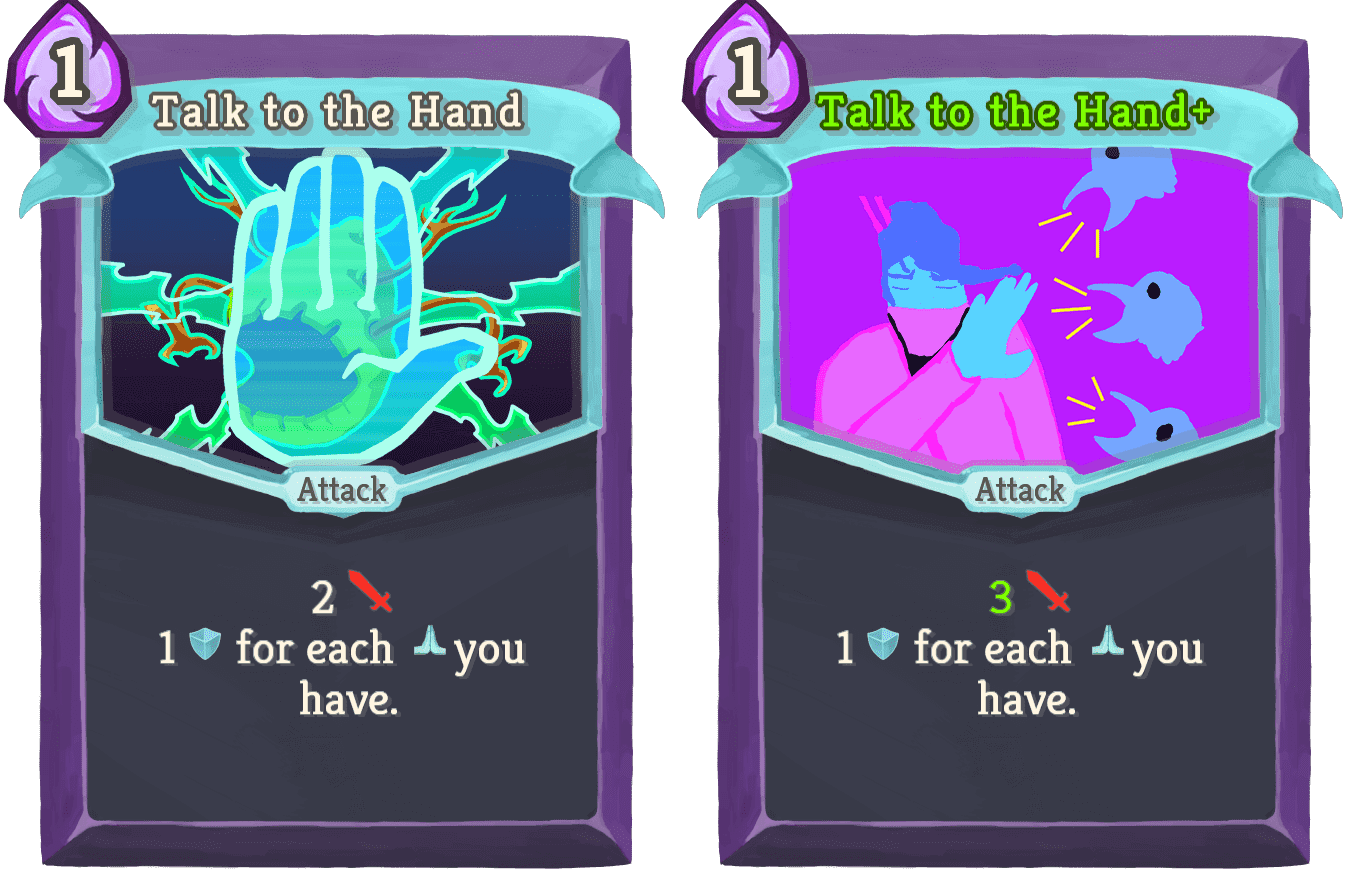 1
Talk to the Hand
Attack
2
1 for each you
have.
1
Talk to the Hand+
Attack
3
1 for each you
have.